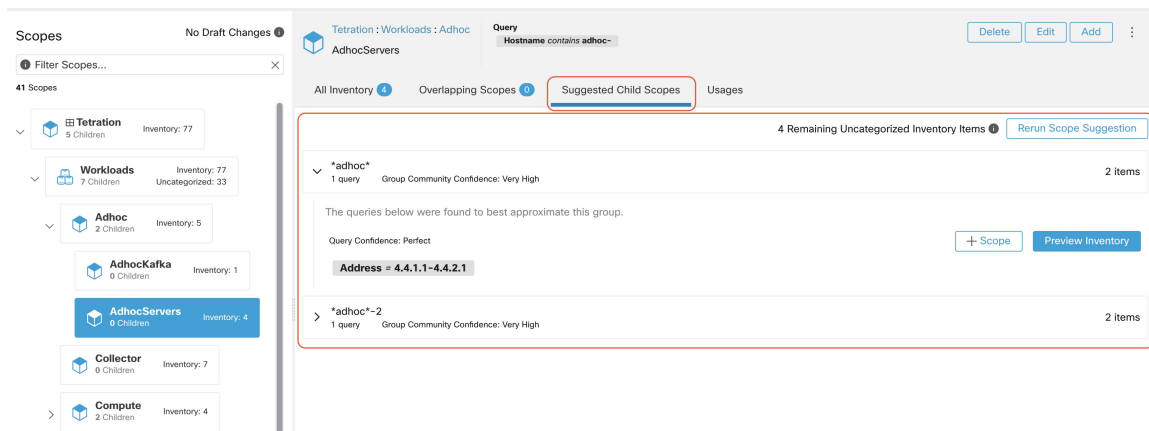 Scopes
No Draft Changes
Filter Scopes...
41 Scopes
Tetration
5 Children
Inventory: 77
Workloads
7 Children
Inventory: 77
Uncategorized: 33
Adhoc
2 Children
Inventory: 5
AdhocKafka
0 Children
Inventory: 1
AdhocServers
0 Children
Inventory: 4
Collector
0 Children
Inventory: 7
Compute
2 Children
Inventory: 4
Tetration : Workloads : Adhoc
AdhocServers
Query
Hostname contains adhoc-
Delete Edit Add
All Inventory 4 Overlapping Scopes 0 Suggested Child Scopes Usages
4 Remaining Uncategorized Inventory Items Rerun Scope Suggestion
*adhoc*
1 query Group Community Confidence: Very High
2 items
The queries below were found to best approximate this group.
Query Confidence: Perfect
+ Scope Preview Inventory
Address = 4.4.1.1-4.4.2.1
*adhoc*-2
1 query Group Community Confidence: Very High
2 items